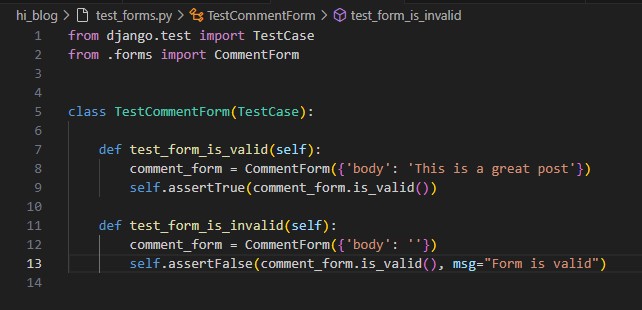 hi_blog > test_forms.py > TestCommentForm > test_form_is_invalid
1 from django.test import TestCase
2 from .forms import CommentForm
3
4
5 class TestCommentForm(TestCase):
6
7     def test_form_is_valid(self):
8         comment_form = CommentForm({'body': 'This is a great post'})
9         self.assertTrue(comment_form.is_valid())
10
11     def test_form_is_invalid(self):
12         comment_form = CommentForm({'body': ''})
13         self.assertFalse(comment_form.is_valid(), msg="Form is valid")
14